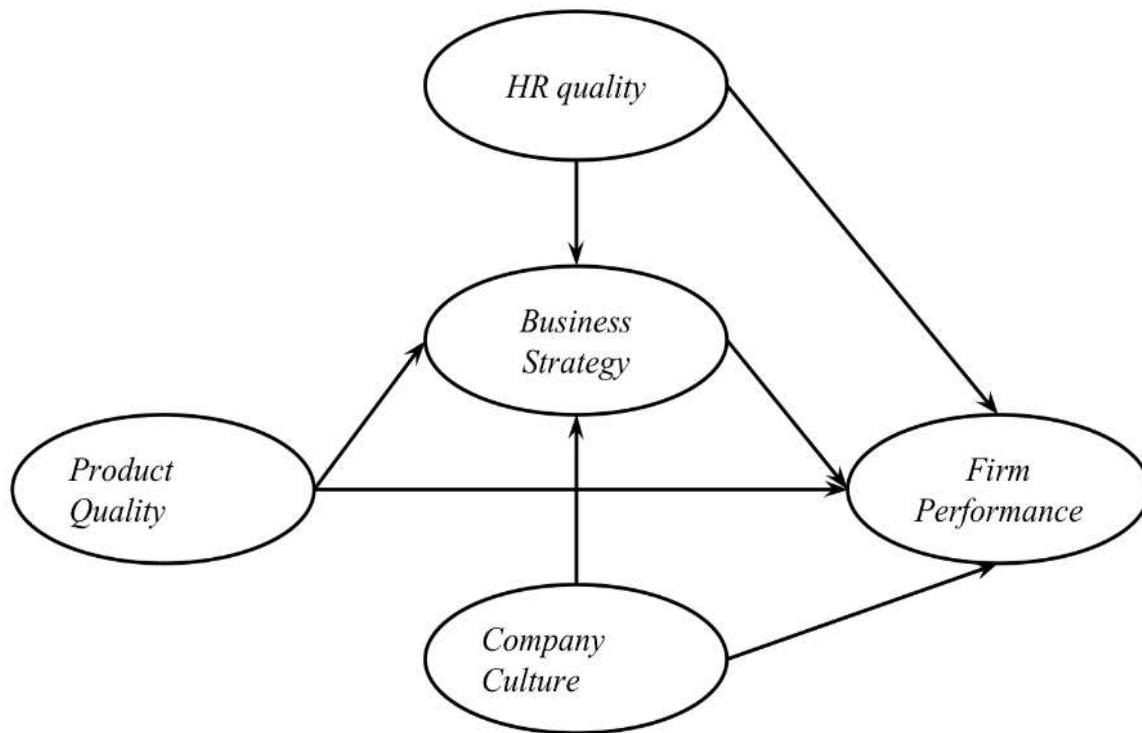 HR quality
Business
Strategy
Product
Quality
Firm
Performance
Company
Culture